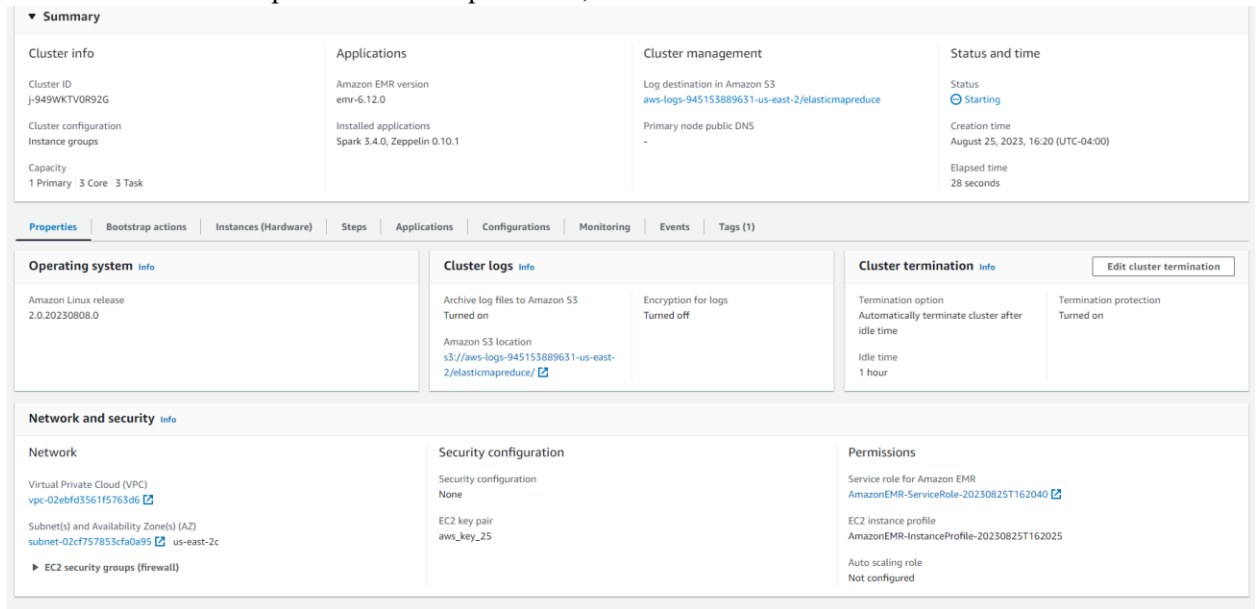 Summary
Cluster info
Cluster ID
j-949WKTV0R92G
Cluster configuration
Instance groups
Capacity
1 Primary 3 Core 3 Task
Applications
Amazon EMR version
emr-6.12.0
Installed applications
Spark 3.4.0, Zeppelin 0.10.1
Cluster management
Log destination in Amazon S3
aws-logs-945153889631-us-east-2/elasticmapreduce
Primary node public DNS
-
Status and time
Status
Starting
Creation time
August 25, 2023, 16:20 (UTC-04:00)
Elapsed time
28 seconds
Properties Bootstrap actions Instances (Hardware) Steps Applications Configurations Monitoring Events Tags (1)
Operating system Info
Amazon Linux release
2.0.20230808.0
Cluster logs Info
Archive log files to Amazon S3
Turned on
Amazon S3 location
s3://aws-logs-945153889631-us-east-
2/elasticmapreduce/
Encryption for logs
Turned off
Cluster termination Info
Edit cluster termination
Termination option
Automatically terminate cluster after
idle time
Idle time
1 hour
Termination protection
Turned on
Network and security Info
Network
Virtual Private Cloud (VPC)
vpc-02ebfd3561f5763d6
Subnet(s) and Availability Zone(s) (AZ)
subnet-02cf757853cfa0a95 us-east-2c
EC2 security groups (firewall)
Security configuration
Security configuration
None
EC2 key pair
aws_key_25
Permissions
Service role for Amazon EMR
AmazonEMR-ServiceRole-20230825T162040
EC2 instance profile
AmazonEMR-InstanceProfile-20230825T162025
Auto scaling role
Not configured